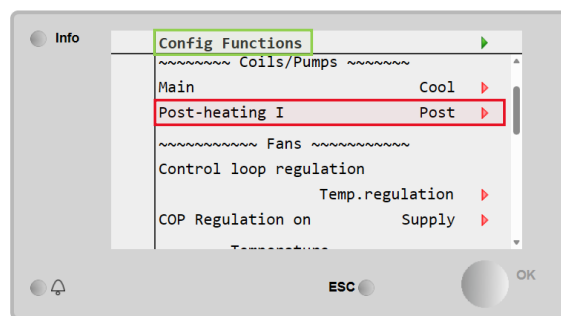 Info
Config Functions
~~~~~~~~ Coils/Pumps ~~~~~~~
Main Cool
Post-heating I Post
~~~~~~~~~~~ Fans ~~~~~~~~~~~
Control loop regulation
Temp.regulation
COP Regulation on Supply
Temperature
ESC
OK